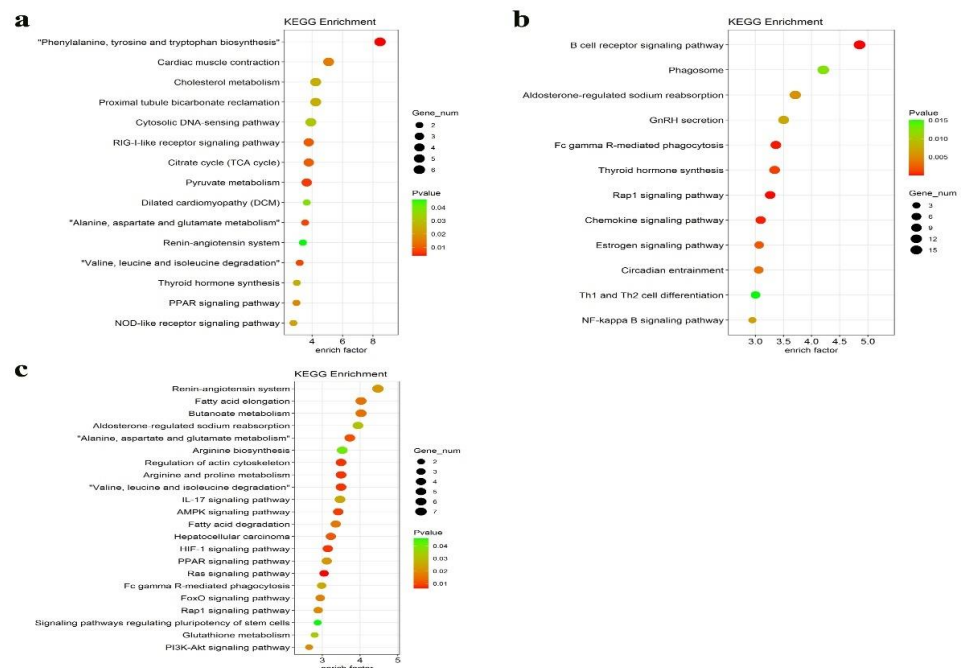 a
KEGG Enrichment
"Phenylalanine, tyrosine and tryptophan biosynthesis"
Cardiac muscle contraction
Cholesterol metabolism
Proximal tubule bicarbonate reclamation
Cytosolic DNA-sensing pathway
RIG-I-like receptor signaling pathway
Citrate cycle (TCA cycle)
Pyruvate metabolism
Dilated cardiomyopathy (DCM)
"Alanine, aspartate and glutamate metabolism"
Renin-angiotensin system
"Valine, leucine and isoleucine degradation"
Thyroid hormone synthesis
PPAR signaling pathway
NOD-like receptor signaling pathway
4 6 8
enrich factor
Gene_num
2
3
4
5
6
Pvalue
0.04
0.03
0.02
0.01
b
KEGG Enrichment
B cell receptor signaling pathway
Phagosome
Aldosterone-regulated sodium reabsorption
GnRH secretion
Fc gamma R-mediated phagocytosis
Thyroid hormone synthesis
Rap1 signaling pathway
Chemokine signaling pathway
Estrogen signaling pathway
Circadian entrainment
Th1 and Th2 cell differentiation
NF-kappa B signaling pathway
3.0 3.5 4.0 4.5 5.0
enrich factor
Pvalue
0.015
0.010
0.005
Gene_num
3
6
9
12
15
c
KEGG Enrichment
Renin-angiotensin system
Fatty acid elongation
Butanoate metabolism
Aldosterone-regulated sodium reabsorption
"Alanine, aspartate and glutamate metabolism"
Arginine biosynthesis
Regulation of actin cytoskeleton
Arginine and proline metabolism
"Valine, leucine and isoleucine degradation"
IL-17 signaling pathway
AMPK signaling pathway
Fatty acid degradation
Hepatocellular carcinoma
HIF-1 signaling pathway
PPAR signaling pathway
Ras signaling pathway
Fc gamma R-mediated phagocytosis
FoxO signaling pathway
Rap1 signaling pathway
Signaling pathways regulating pluripotency of stem cells
Glutathione metabolism
PI3K-Akt signaling pathway
3 4 5
enrich factor
Gene_num
2
3
4
5
6
7
Pvalue
0.04
0.03
0.02
0.01